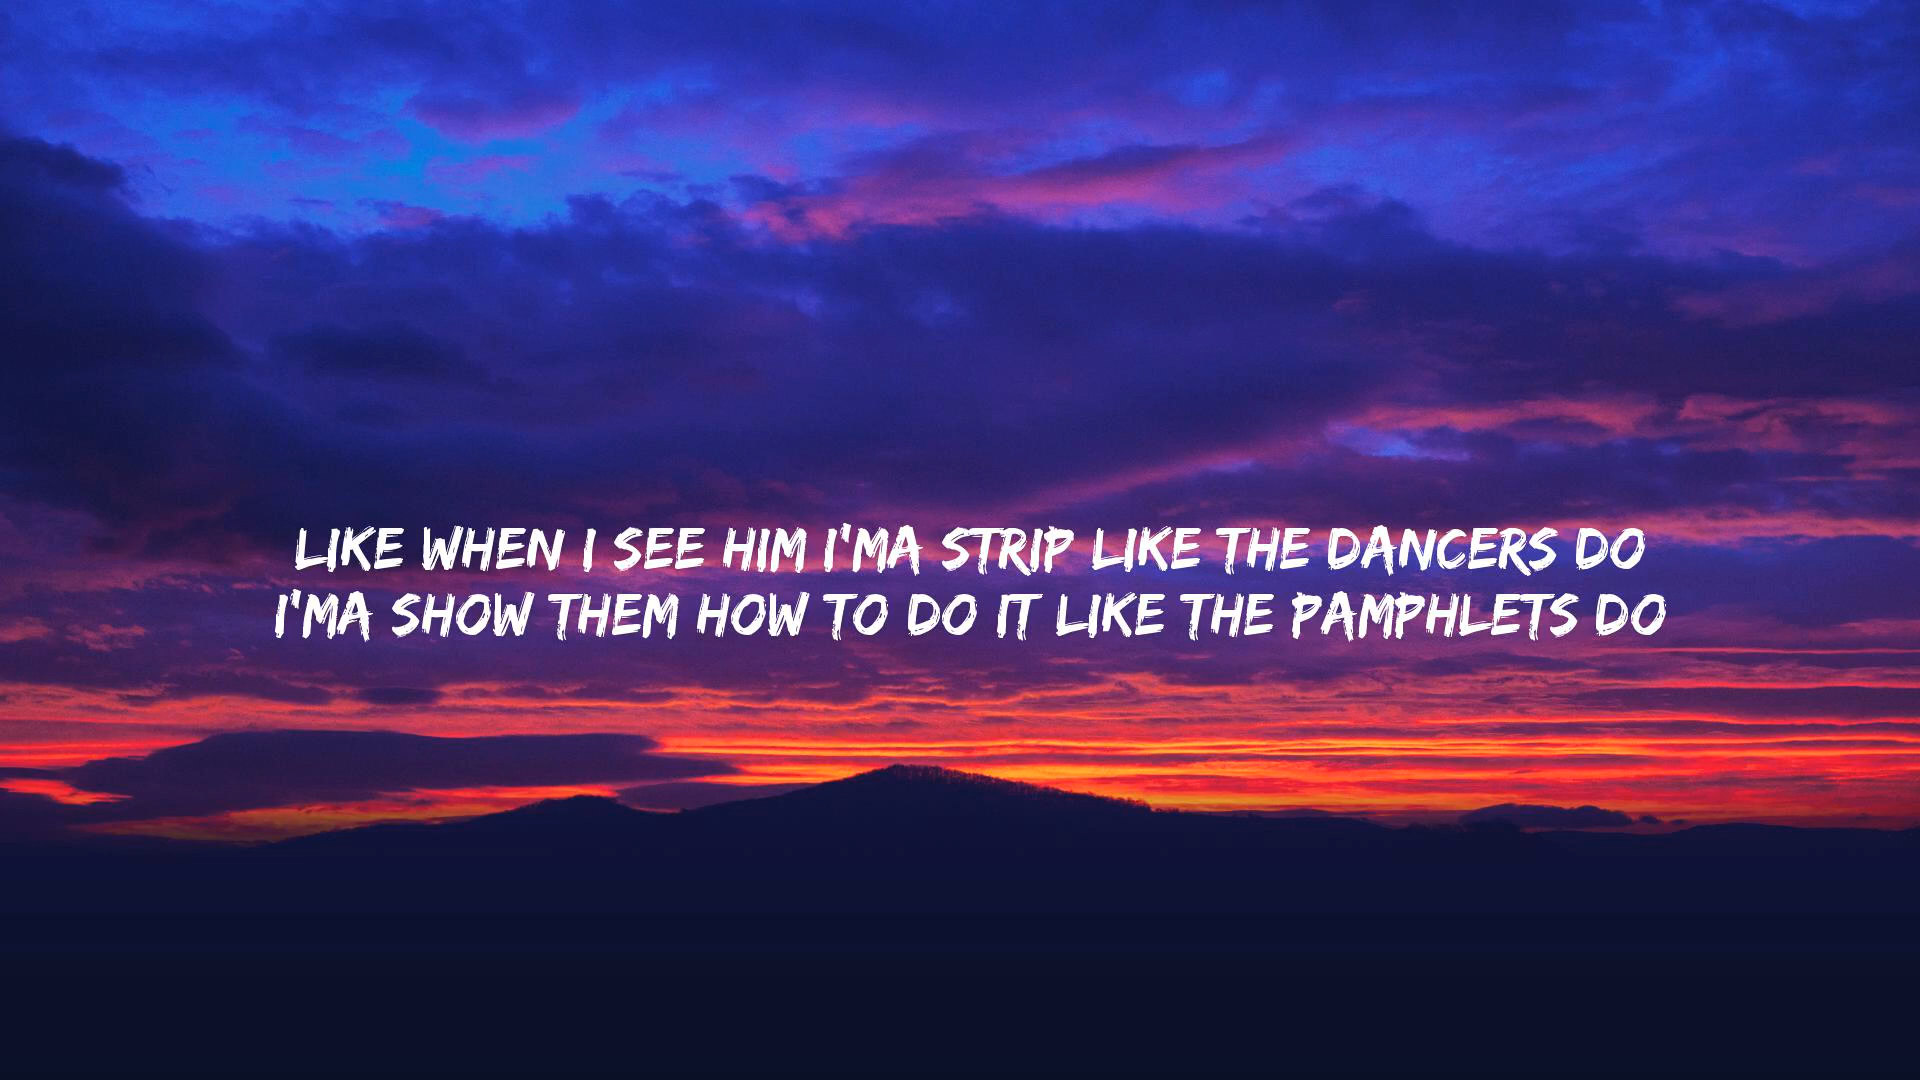 LIKE WHEN I SEE HIM I'MA STRIP LIKE THE DANCERS DO
I'MA SHOW THEM HOW TO DO IT LIKE THE PAMPHLETS DO